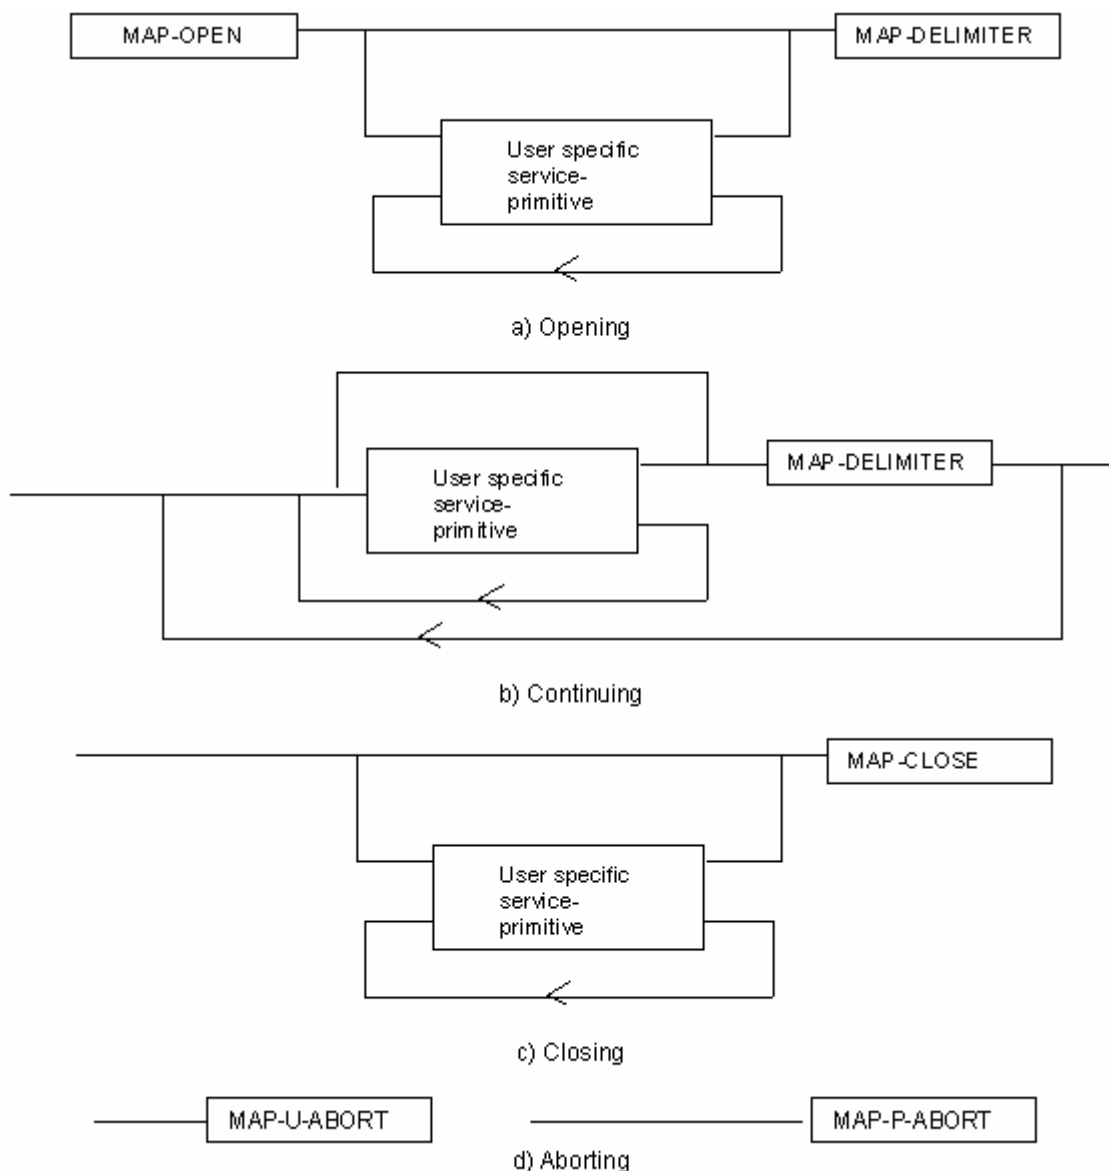 MAP-OPEN
MAP-DELIMITER
User specific
service-
primitive
a) Opening
User specific
service-
primitive
MAP-DELIMITER
b) Continuing
MAP-CLOSE
User specific
service-
primitive
c) Closing
MAP-U-ABORT
MAP-P-ABORT
d) Aborting